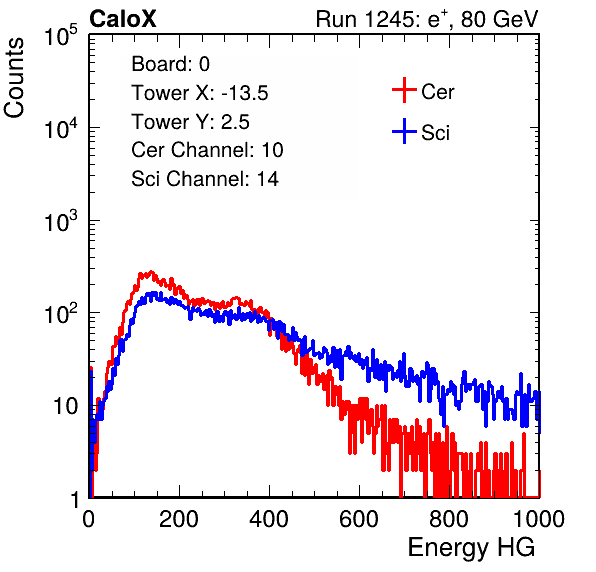 CaloX Run 1245: e⁺, 80 GeV
Board: 0
Tower X: -13.5
Tower Y: 2.5
Cer Channel: 10
Sci Channel: 14
Cer
Sci
Counts
10⁵
10⁴
10³
10²
10
1
0 200 400 600 800 1000
Energy HG